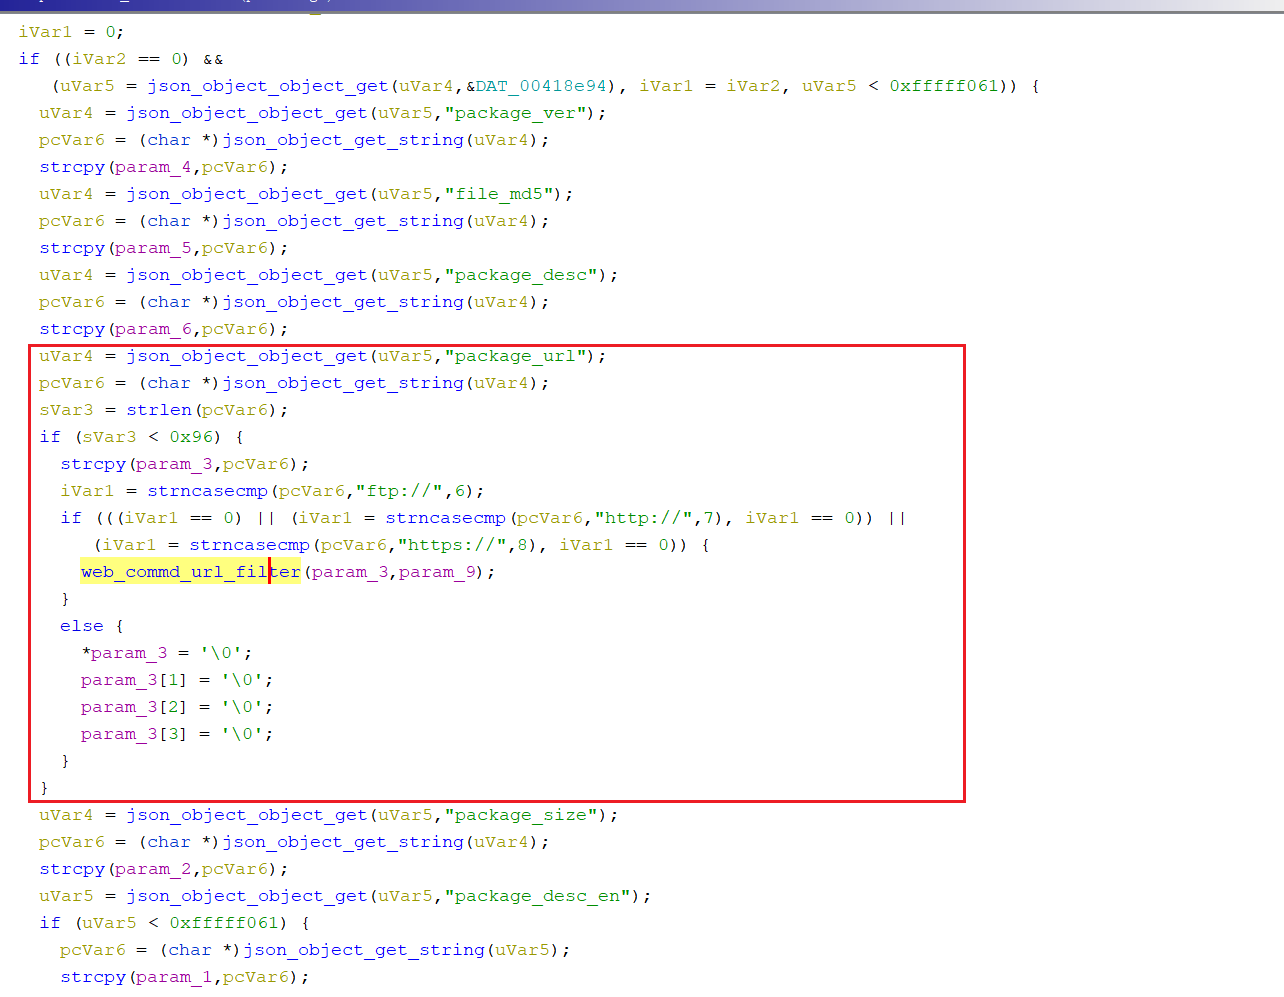 iVar1 = 0;
if ((iVar2 == 0) &&
(uVar5 = json_object_object_get(uVar4,&DAT_00418e94), iVar1 = iVar2, uVar5 < 0xfffff061)) {
uVar4 = json_object_object_get(uVar5,"package_ver");
pcVar6 = (char *)json_object_get_string(uVar4);
strcpy(param_4,pcVar6);
uVar4 = json_object_object_get(uVar5,"file_md5");
pcVar6 = (char *)json_object_get_string(uVar4);
strcpy(param_5,pcVar6);
uVar4 = json_object_object_get(uVar5,"package_desc");
pcVar6 = (char *)json_object_get_string(uVar4);
strcpy(param_6,pcVar6);
uVar4 = json_object_object_get(uVar5,"package_url");
pcVar6 = (char *)json_object_get_string(uVar4);
sVar3 = strlen(pcVar6);
if (sVar3 < 0x96) {
strcpy(param_3,pcVar6);
iVar1 = strncasecmp(pcVar6,"ftp://",6);
if (((iVar1 == 0) || (iVar1 = strncasecmp(pcVar6,"http://",7), iVar1 == 0)) ||
(iVar1 = strncasecmp(pcVar6,"https://",8), iVar1 == 0)) {
web_commd_url_filter(param_3,param_9);
}
else {
*param_3 = '\0';
param_3[1] = '\0';
param_3[2] = '\0';
param_3[3] = '\0';
}
}
uVar4 = json_object_object_get(uVar5,"package_size");
pcVar6 = (char *)json_object_get_string(uVar4);
strcpy(param_2,pcVar6);
uVar5 = json_object_object_get(uVar5,"package_desc_en");
if (uVar5 < 0xfffff061) {
pcVar6 = (char *)json_object_get_string(uVar5);
strcpy(param_1,pcVar6);